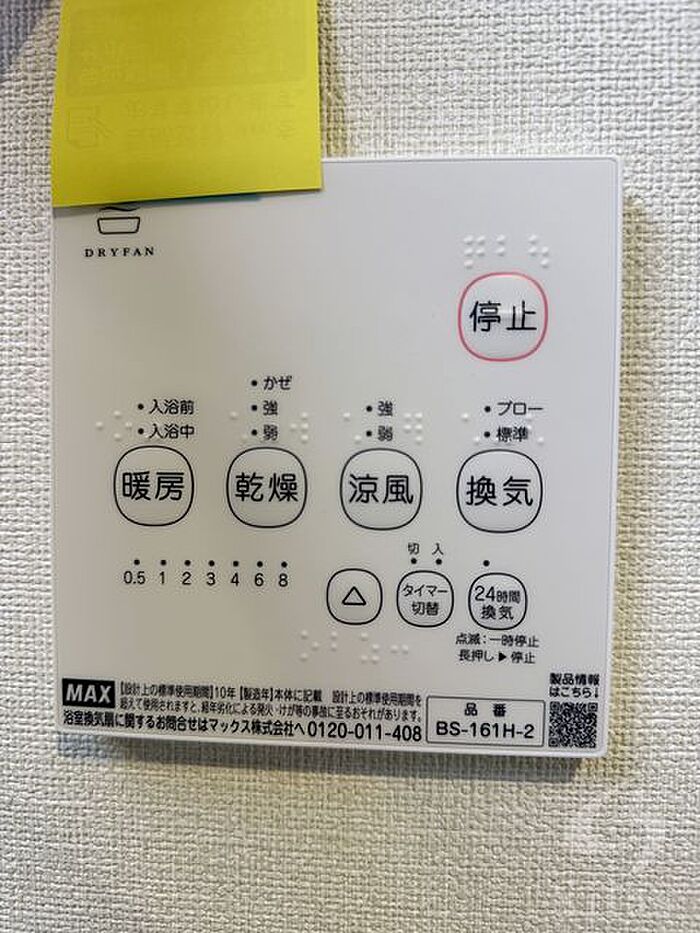 DRYFAN
停止
かぜ
入浴前 強 強 ブロー
入浴中 弱 弱 標準
暖房 乾燥 涼風 換気
切 入
0.5 1 2 3 4 6 8
△ タイマー切替 24時間換気
点滅：一時停止
長押し▶停止
製品情報
はこちら↓
MAX 【設計上の標準使用期間】10年【製造年】本体に記載 設計上の標準使用期間を
超えて使用されますと、経年劣化による発火・けが等の事故に至るおそれがあります。
浴室換気扇に関するお問合せはマックス株式会社へ 0120-011-408
品番
BS-161H-2